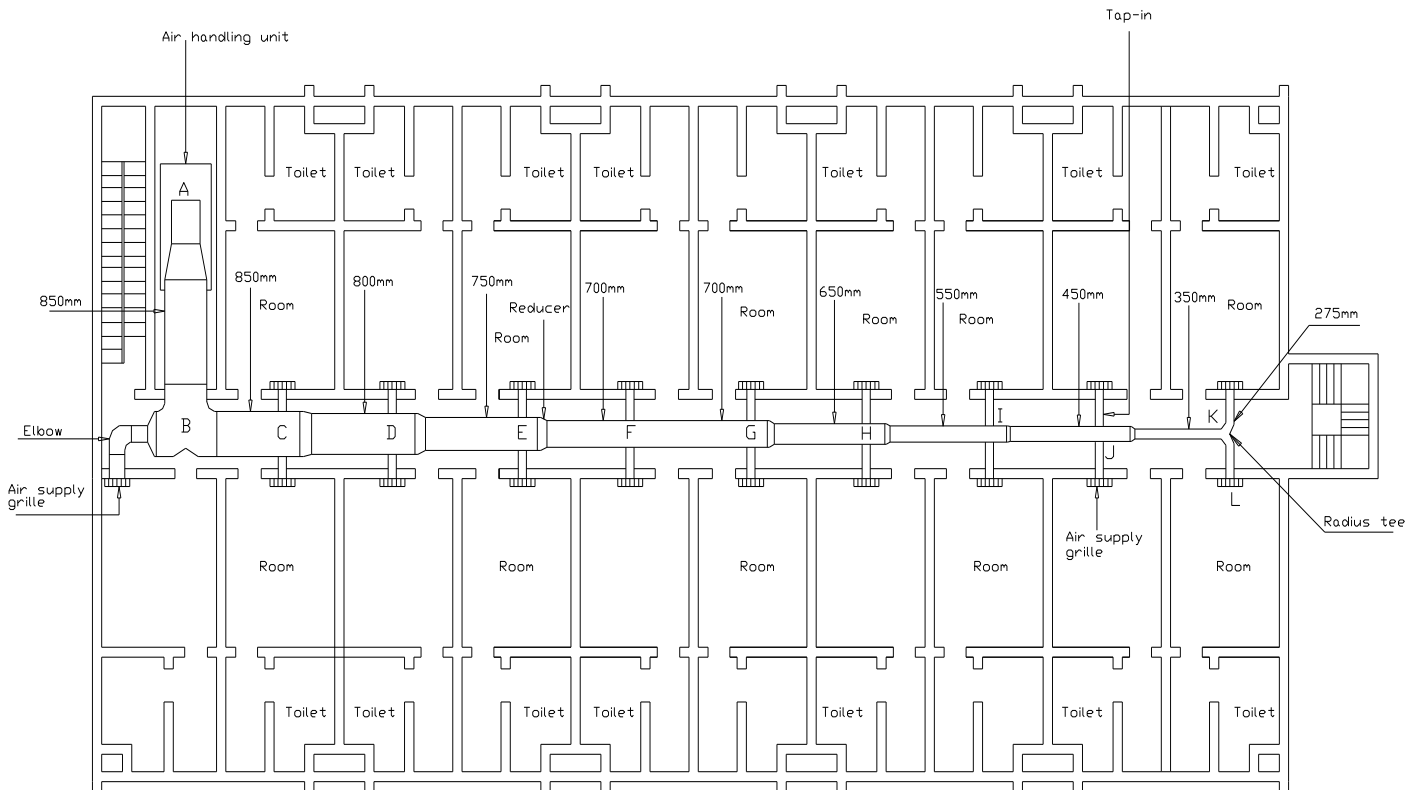 Tap-in
Air handling unit
Toilet
Toilet
Toilet
Toilet
Toilet
Toilet
Toilet
A
850mm
800mm
750mm
700mm
700mm
650mm
550mm
450mm
350mm
850mm
Room
Reducer
Room
Room
Room
Room
Room
275mm
Elbow
B
C
D
E
F
G
H
I
J
K
L
Air supply
grille
Radius tee
Air supply
grille
Room
Room
Room
Room
Room
Toilet
Toilet
Toilet
Toilet
Toilet
Toilet
Toilet